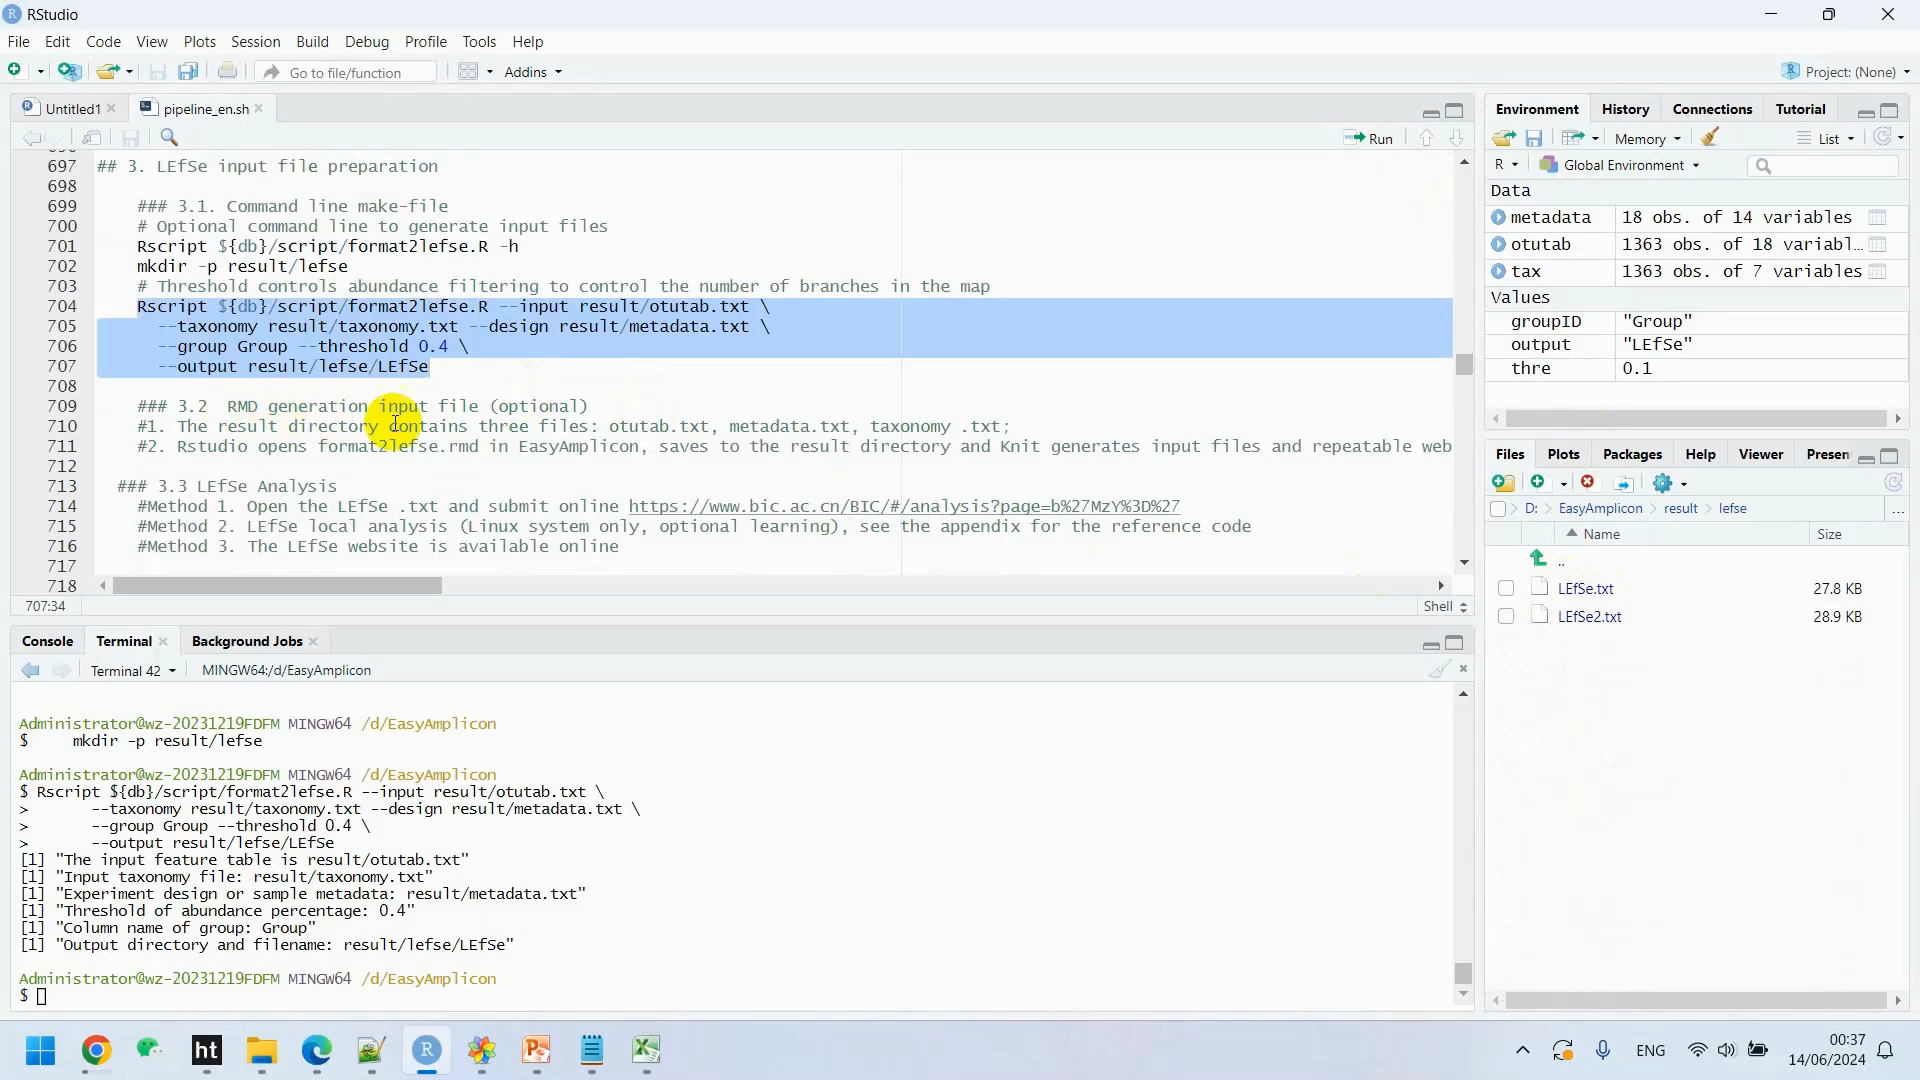 RStudio
File Edit Code View Plots Session Build Debug Profile Tools Help
Go to file/function Addins Project: (None)
Untitled1 pipeline_en.sh
Run
697 ## 3. LEfSe input file preparation
698
699 ### 3.1. Command line make-file
700 # Optional command line to generate input files
701 Rscript ${db}/script/format2lefse.R -h
702 mkdir -p result/lefse
703 # Threshold controls abundance filtering to control the number of branches in the map
704 Rscript ${db}/script/format2lefse.R --input result/otutab.txt \
705 --taxonomy result/taxonomy.txt --design result/metadata.txt \
706 --group Group --threshold 0.4 \
707 --output result/lefse/LEfSe
708
709 ### 3.2 RMD generation input file (optional)
710 #1. The result directory contains three files: otutab.txt, metadata.txt, taxonomy .txt;
711 #2. Rstudio opens format2lefse.rmd in EasyAmplicon, saves to the result directory and Knit generates input files and repeatable web
712
713 ### 3.3 LEfSe Analysis
714 #Method 1. Open the LEfSe .txt and submit online https://www.bic.ac.cn/BIC/#/analysis?page=b%27MzY%3D%27
715 #Method 2. LEfSe local analysis (Linux system only, optional learning), see the appendix for the reference code
716 #Method 3. The LEfSe website is available online
717
718
707:34 Shell
Console Terminal Background Jobs
Terminal 42 MINGW64:/d/EasyAmplicon
Administrator@wz-20231219FDFM MINGW64 /d/EasyAmplicon
$ mkdir -p result/lefse
Administrator@wz-20231219FDFM MINGW64 /d/EasyAmplicon
$ Rscript ${db}/script/format2lefse.R --input result/otutab.txt \
> --taxonomy result/taxonomy.txt --design result/metadata.txt \
> --group Group --threshold 0.4 \
> --output result/lefse/LEfSe
[1] "The input feature table is result/otutab.txt"
[1] "Input taxonomy file: result/taxonomy.txt"
[1] "Experiment design or sample metadata: result/metadata.txt"
[1] "Threshold of abundance percentage: 0.4"
[1] "Column name of group: Group"
[1] "Output directory and filename: result/lefse/LEfSe"
Administrator@wz-20231219FDFM MINGW64 /d/EasyAmplicon
$
Environment History Connections Tutorial
Memory List
R Global Environment
Data
metadata 18 obs. of 14 variables
otutab 1363 obs. of 18 variabl…
tax 1363 obs. of 7 variables
Values
groupID "Group"
output "LEfSe"
thre 0.1
Files Plots Packages Help Viewer Presen
D: EasyAmplicon result lefse ...
Name Size
..
LEfSe.txt 27.8 KB
LEfSe2.txt 28.9 KB
ht
ENG
00:37
14/06/2024